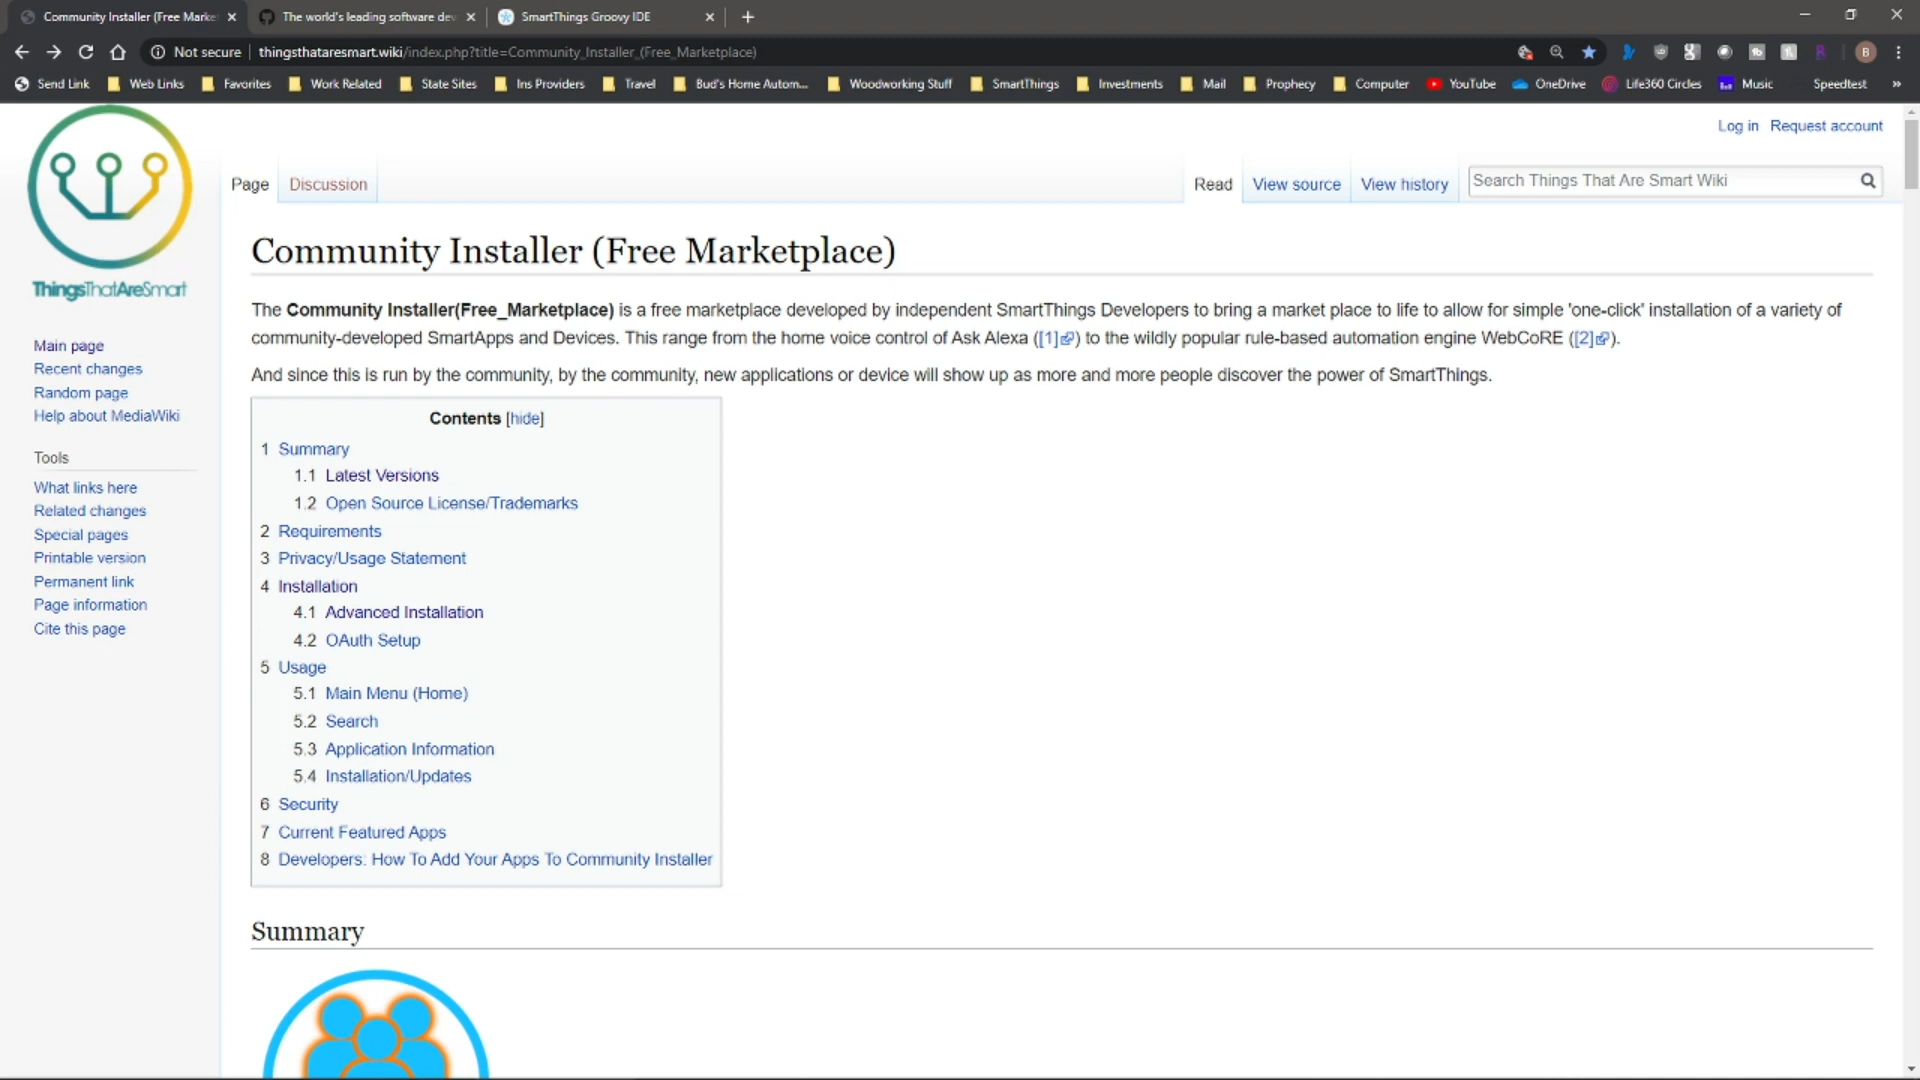 Community Installer (Free Marke
The world's leading software dev
SmartThings Groovy IDE
Not secure
thingsthataresmart.wiki/index.php?title=Community_Installer_(Free_Marketplace)
B
Send Link
Web Links
Favorites
Work Related
State Sites
Ins Providers
Travel
Bud's Home Autom...
Woodworking Stuff
SmartThings
Investments
Mail
Prophecy
Computer
YouTube
OneDrive
Life360 Circles
Music
Speedtest
»
Log in Request account
ThingsThatAreSmart
Page
Discussion
Read
View source
View history
Search Things That Are Smart Wiki
Main page
Recent changes
Random page
Help about MediaWiki
Tools
What links here
Related changes
Special pages
Printable version
Permanent link
Page information
Cite this page
Community Installer (Free Marketplace)
The Community Installer(Free_Marketplace) is a free marketplace developed by independent SmartThings Developers to bring a market place to life to allow for simple 'one-click' installation of a variety of
community-developed SmartApps and Devices. This range from the home voice control of Ask Alexa ([1]) to the wildly popular rule-based automation engine WebCoRE ([2]).
And since this is run by the community, by the community, new applications or device will show up as more and more people discover the power of SmartThings.
Contents [hide]
1 Summary
1.1 Latest Versions
1.2 Open Source License/Trademarks
2 Requirements
3 Privacy/Usage Statement
4 Installation
4.1 Advanced Installation
4.2 OAuth Setup
5 Usage
5.1 Main Menu (Home)
5.2 Search
5.3 Application Information
5.4 Installation/Updates
6 Security
7 Current Featured Apps
8 Developers: How To Add Your Apps To Community Installer
Summary